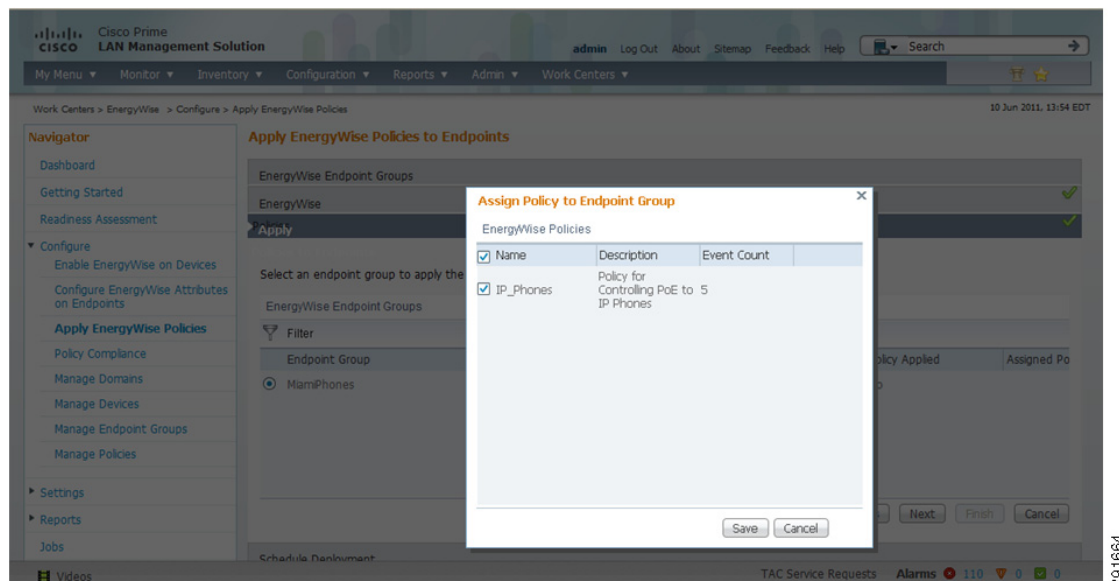 CISCO
Cisco Prime
LAN Management Solution
admin Log Out About Sitemap Feedback Help Search
My Menu Monitor Inventory Configuration Reports Admin Work Centers
Work Centers > EnergyWise > Configure > Apply EnergyWise Policies
10 Jun 2011, 13:54 EDT
Navigator
Dashboard
Getting Started
Readiness Assessment
Configure
Enable EnergyWise on Devices
Configure EnergyWise Attributes
on Endpoints
Apply EnergyWise Policies
Policy Compliance
Manage Domains
Manage Devices
Manage Endpoint Groups
Manage Policies
Settings
Reports
Jobs
Apply EnergyWise Policies to Endpoints
EnergyWise Endpoint Groups
EnergyWise
Apply
Select an endpoint group to apply the
EnergyWise Endpoint Groups
Filter
Endpoint Group
olicy Applied Assigned Po
MiamiPhones
Next Finish Cancel
Schedule Deployment
Assign Policy to Endpoint Group
EnergyWise Policies
Name Description Event Count
IP_Phones
Policy for
Controlling PoE to
IP Phones
5
Save Cancel
Videos
TAC Service Requests Alarms 110 0 0